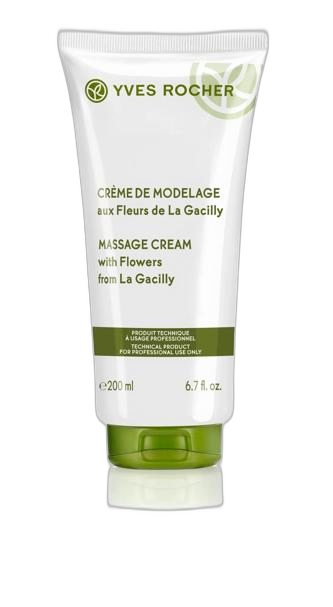 YVES ROCHER
CRÈME DE MODELAGE
aux Fleurs de La Gacilly
MASSAGE CREAM
with Flowers
from La Gacilly
PRODUIT TECHNIQUE
À USAGE PROFESSIONNEL
TECHNICAL PRODUCT
FOR PROFESSIONAL USE ONLY
℮200 ml 6.7 fl. oz.